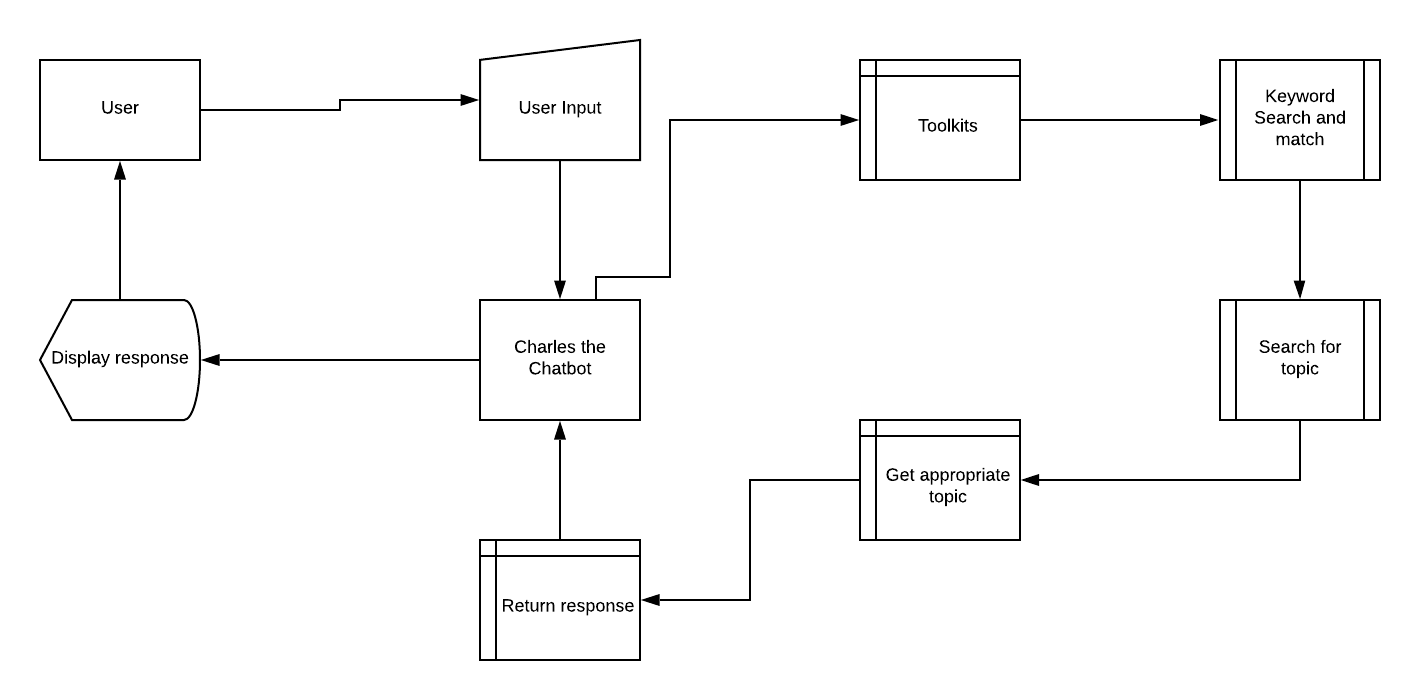 User
User Input
Toolkits
Keyword
Search and
match
Display response
Charles the
Chatbot
Search for
topic
Get appropriate
topic
Return response